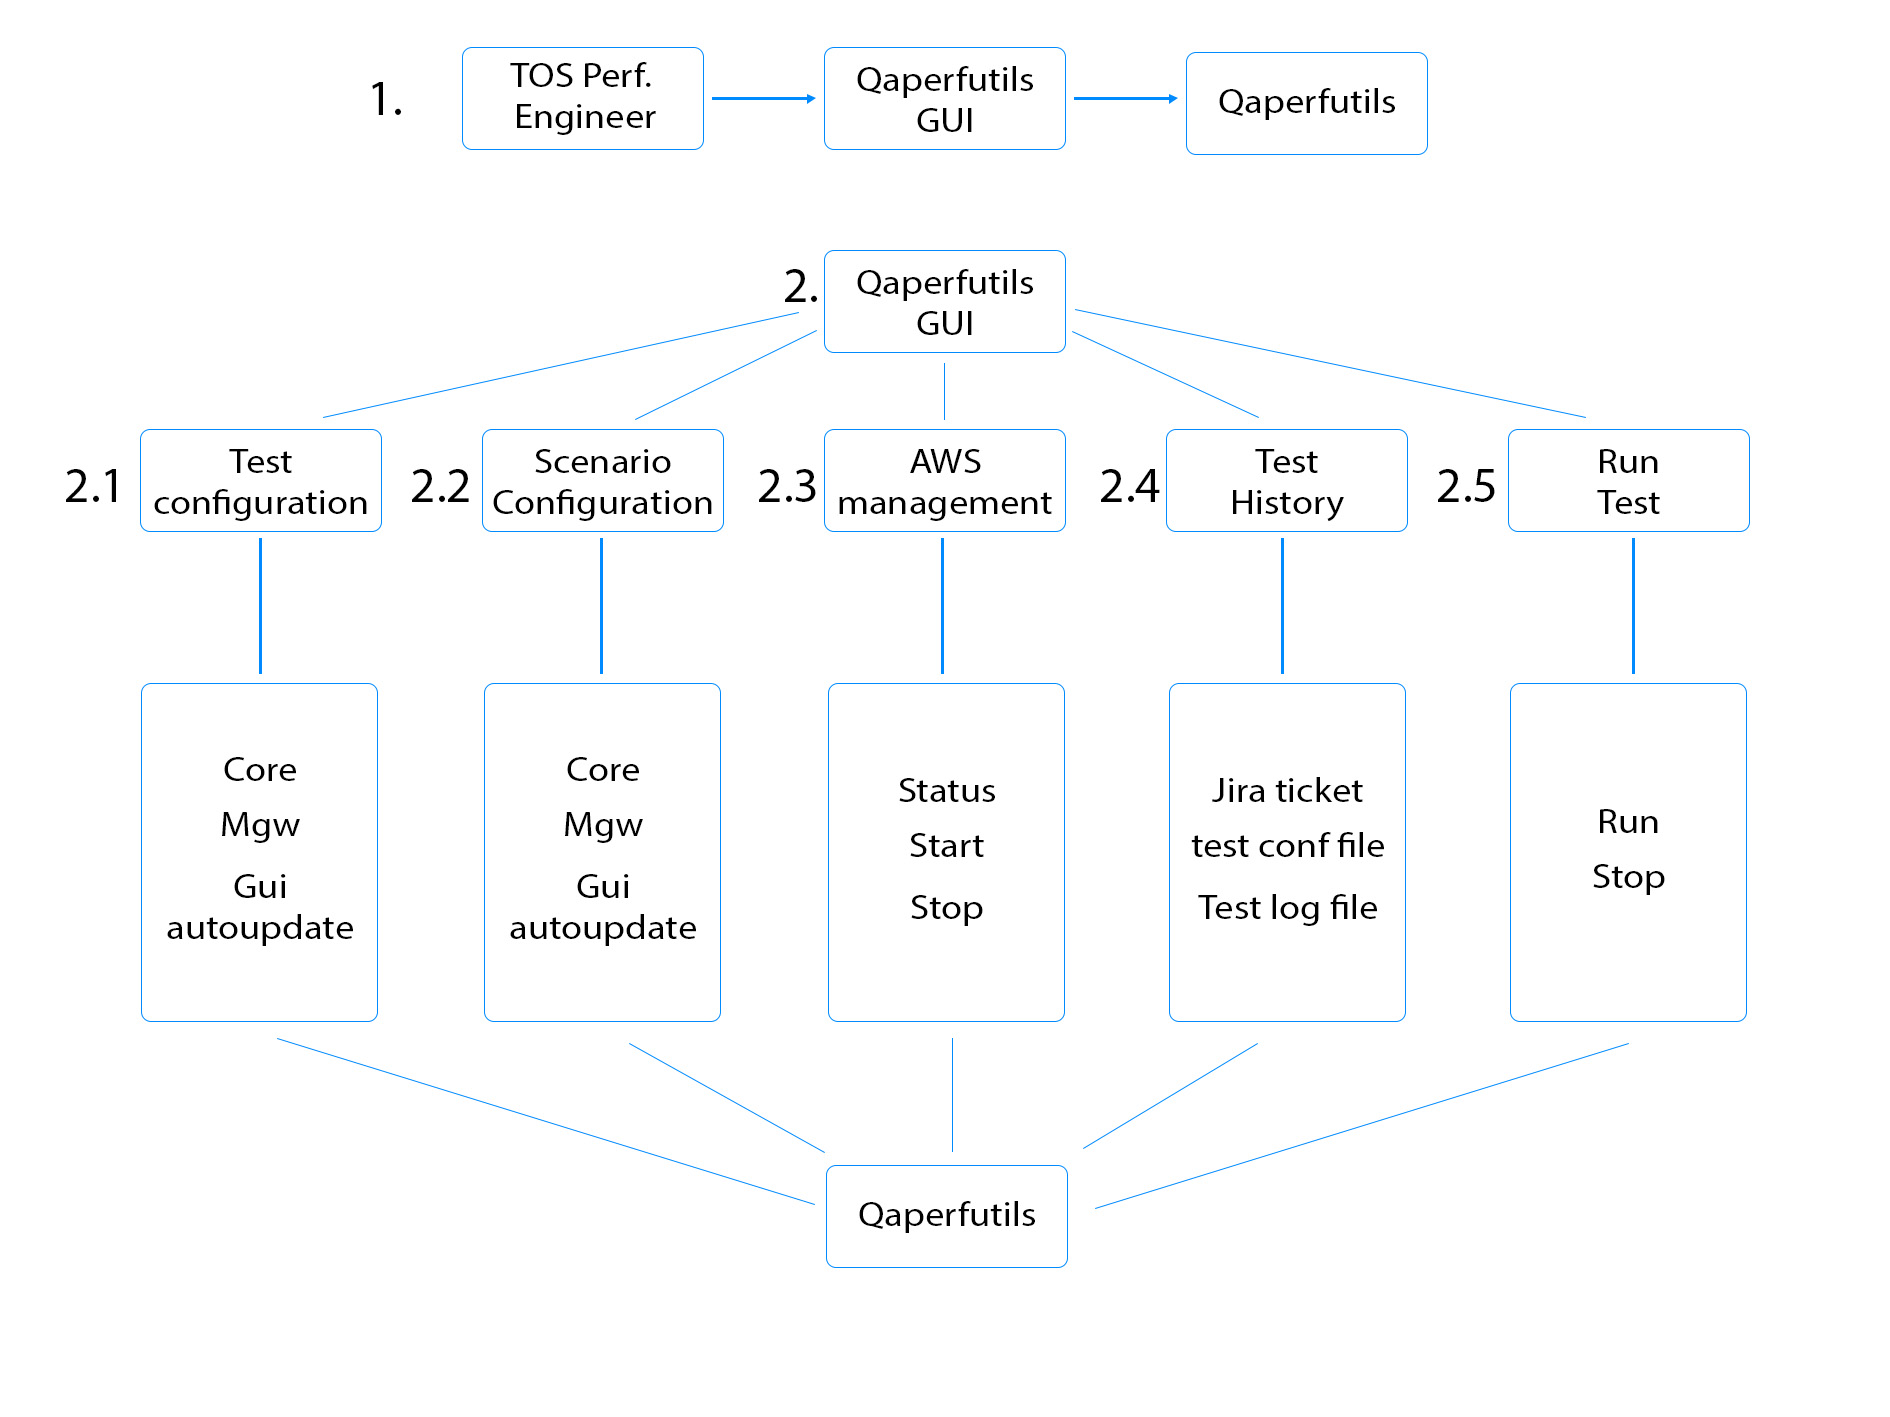 1.
TOS Perf.
Engineer
Qaperfutils
GUI
Qaperfutils
2.
Qaperfutils
GUI
2.1
Test
configuration
2.2
Scenario
Configuration
2.3
AWS
management
2.4
Test
History
2.5
Run
Test
Core
Mgw
Gui
autoupdate
Core
Mgw
Gui
autoupdate
Status
Start
Stop
Jira ticket
test conf file
Test log file
Run
Stop
Qaperfutils